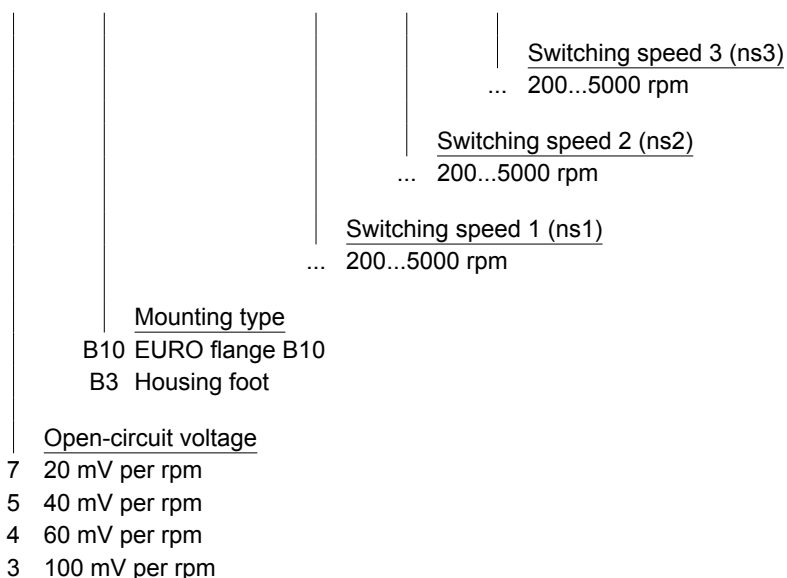 Switching speed 3 (ns3)
... 200...5000 rpm
Switching speed 2 (ns2)
... 200...5000 rpm
Switching speed 1 (ns1)
... 200...5000 rpm
Mounting type
B10 EURO flange B10
B3 Housing foot
Open-circuit voltage
7 20 mV per rpm
5 40 mV per rpm
4 60 mV per rpm
3 100 mV per rpm